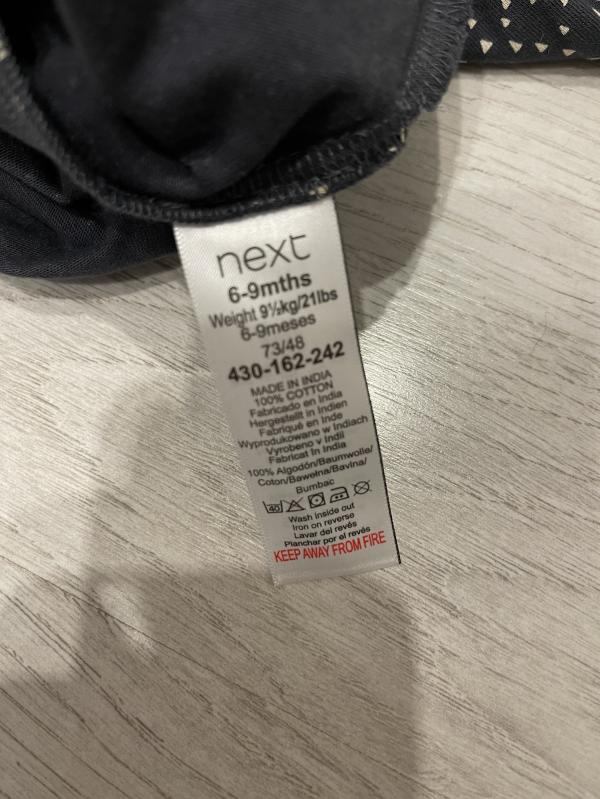 next
6-9mths
Weight 9½kg/21lbs
6-9meses
73/48
430-162-242
MADE IN INDIA
100% COTTON
Fabricado en India
Hergestellt in Indien
Fabriqué en Inde
Wyprodukowano w Indiach
Vyrobeno v Indii
Fabricat în India
100% Algodón/Baumwolle/
Coton/Bawełna/Bavlna/
Bumbac
40
Wash inside out
Iron on reverse
Lavar del revés
Planchar por el revés
KEEP AWAY FROM FIRE